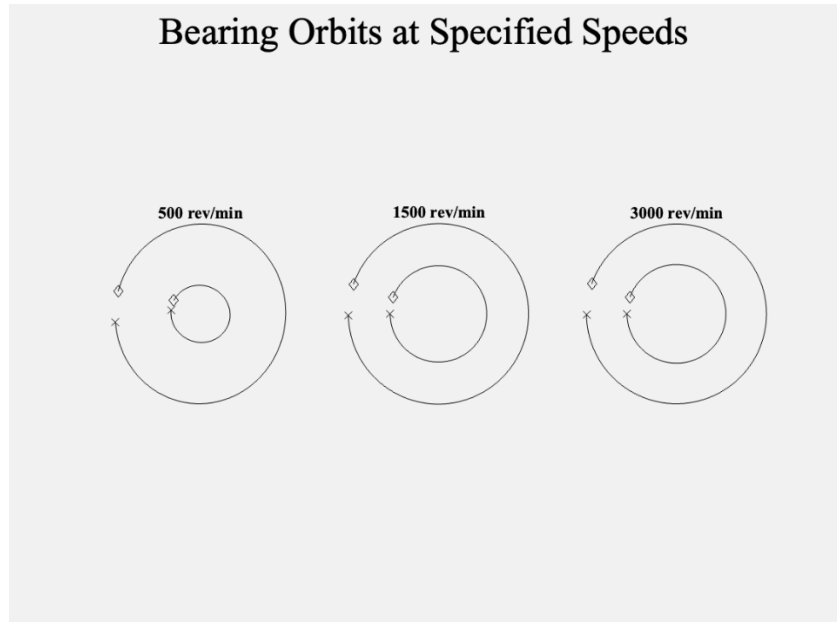 Bearing Orbits at Specified Speeds
500 rev/min
1500 rev/min
3000 rev/min